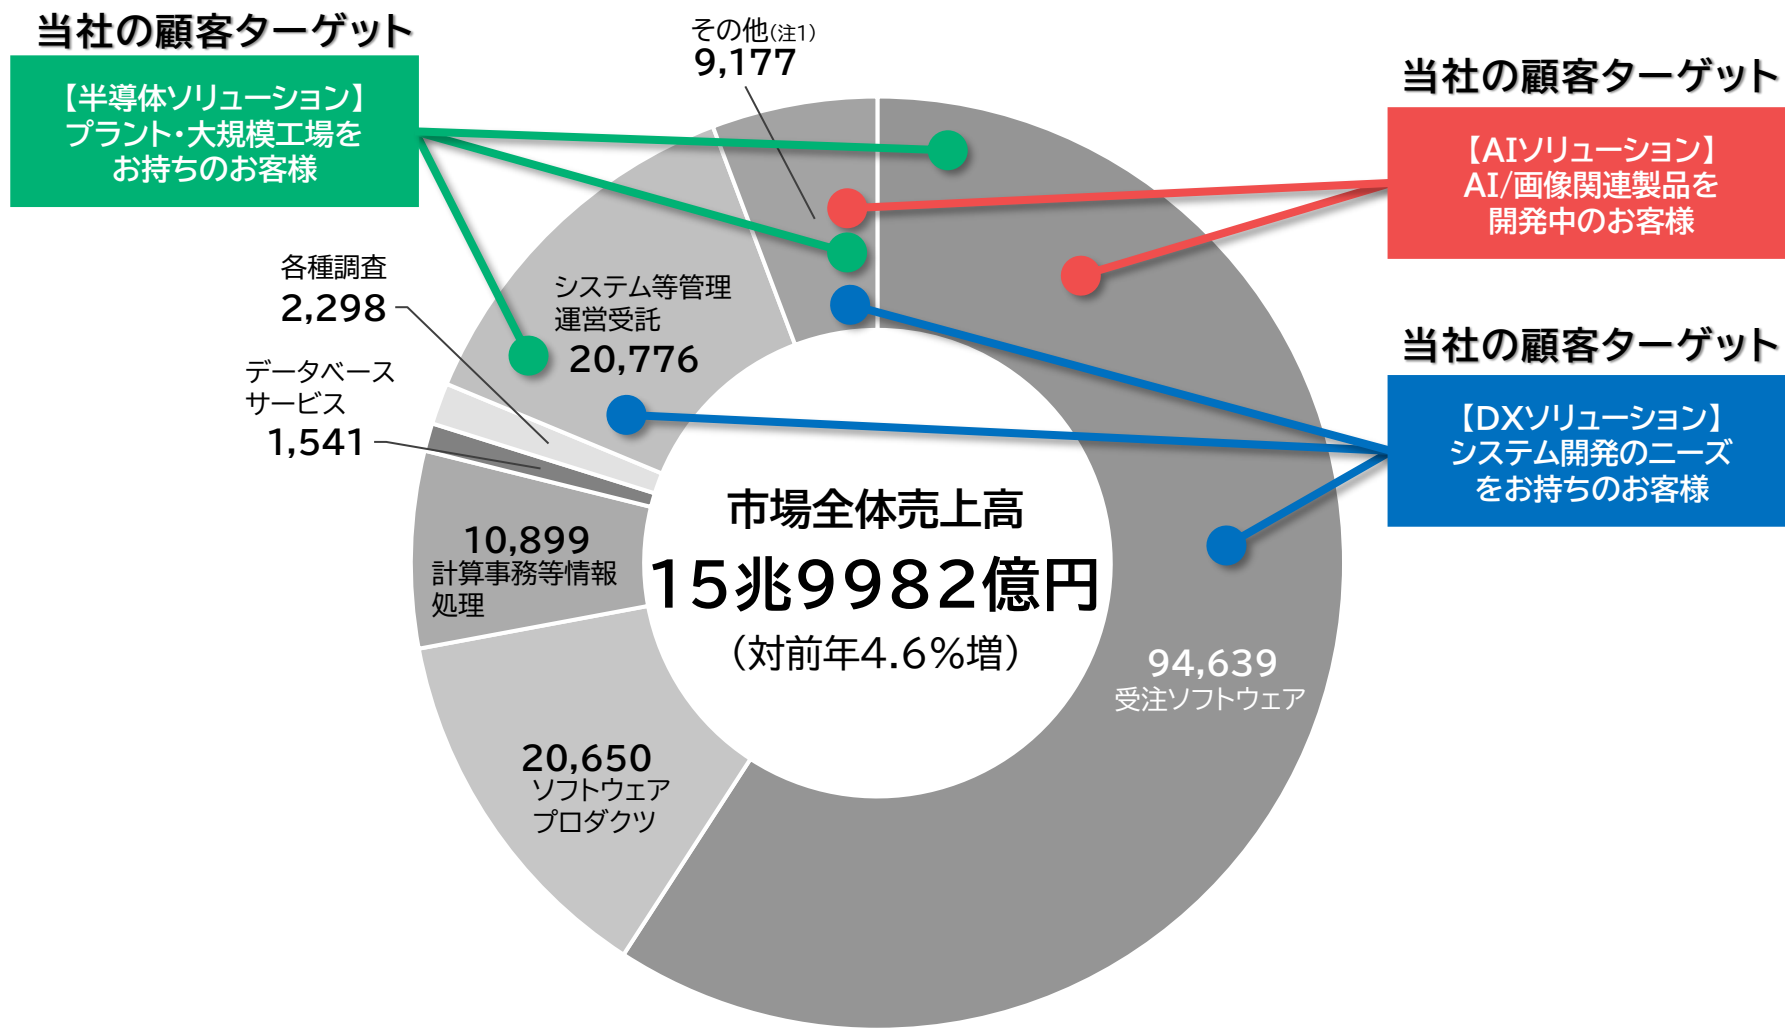 当社の顧客ターゲット
【半導体ソリューション】
プラント・大規模工場を
お持ちのお客様
その他(注1)
9,177
当社の顧客ターゲット
【AIソリューション】
AI/画像関連製品を
開発中のお客様
各種調査
2,298
システム等管理
運営受託
20,776
データベース
サービス
1,541
当社の顧客ターゲット
【DXソリューション】
システム開発のニーズ
をお持ちのお客様
市場全体売上高
15兆9982億円
(対前年4.6%増)
10,899
計算事務等情報
処理
94,639
受注ソフトウェア
20,650
ソフトウェア
プロダクツ